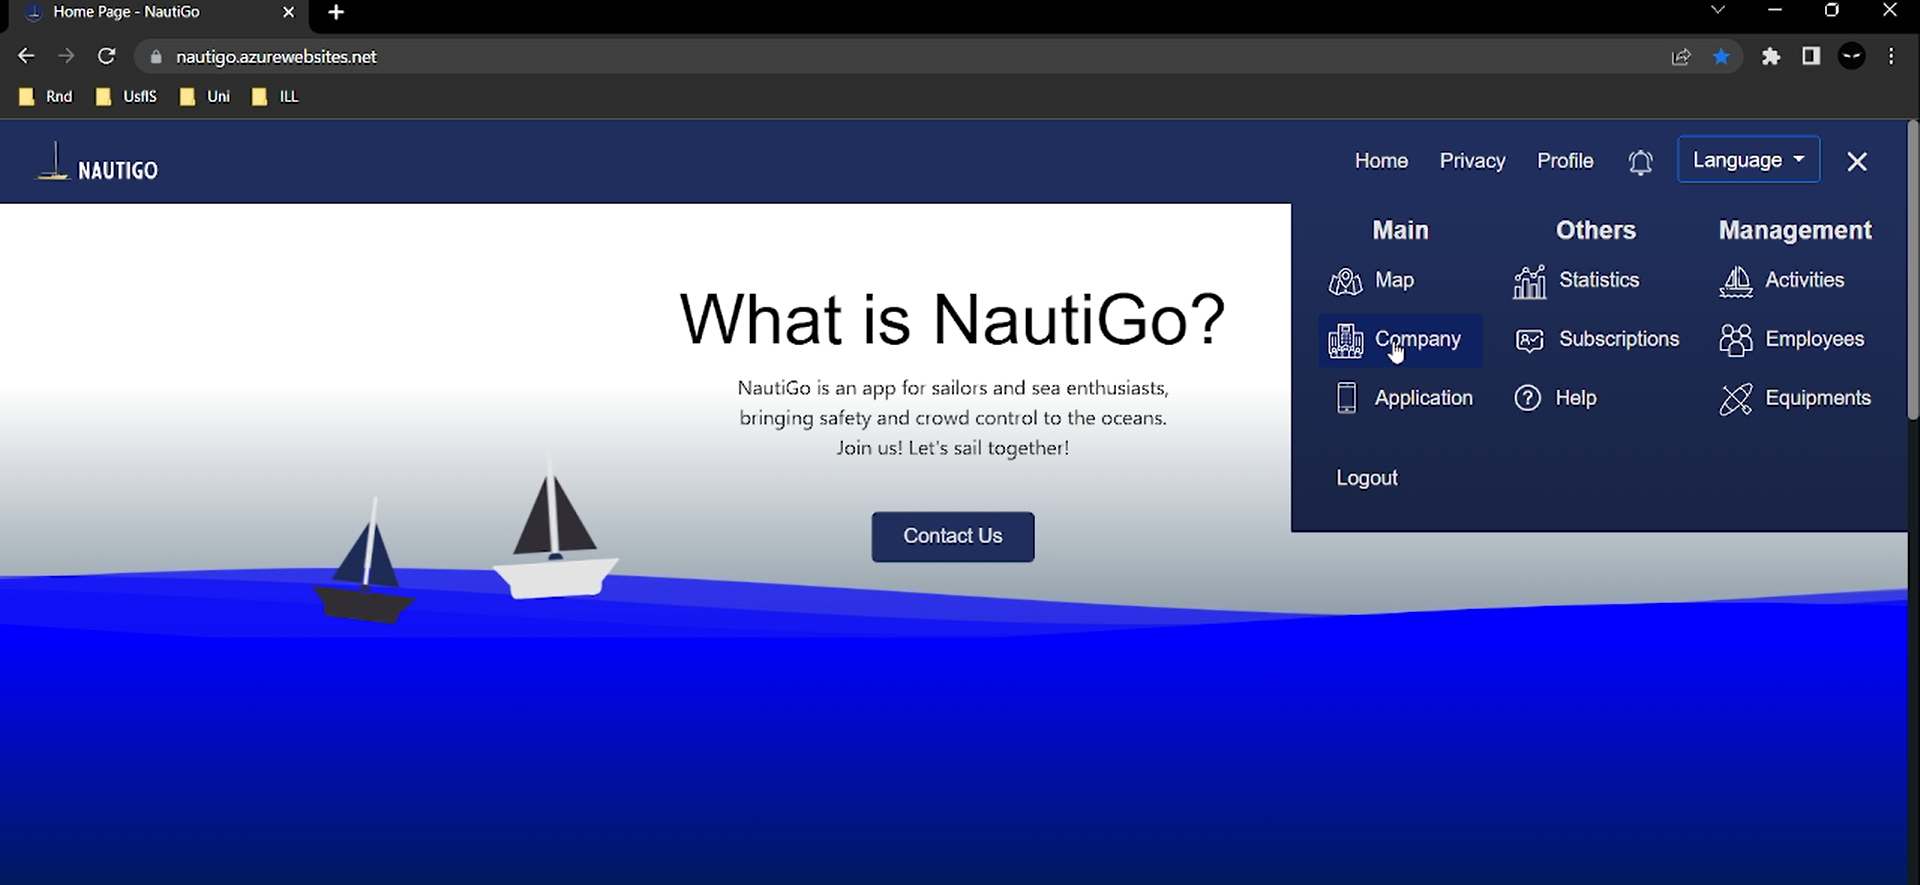 Home Page - NautiGo
nautigo.azurewebsites.net
Rnd UsfIS Uni ILL
NAUTIGO
Home Privacy Profile Language
Main Others Management
Map Statistics Activities
Company Subscriptions Employees
Application Help Equipments
Logout
What is NautiGo?
NautiGo is an app for sailors and sea enthusiasts,
bringing safety and crowd control to the oceans.
Join us! Let's sail together!
Contact Us